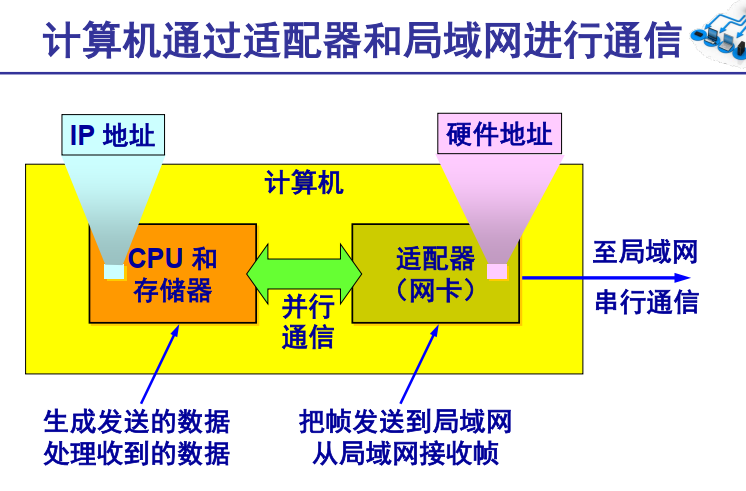 计算机通过适配器和局域网进行通信
IP 地址
硬件地址
计算机
CPU 和
存储器
适配器
（网卡）
并行
通信
至局域网
串行通信
生成发送的数据
处理收到的数据
把帧发送到局域网
从局域网接收帧